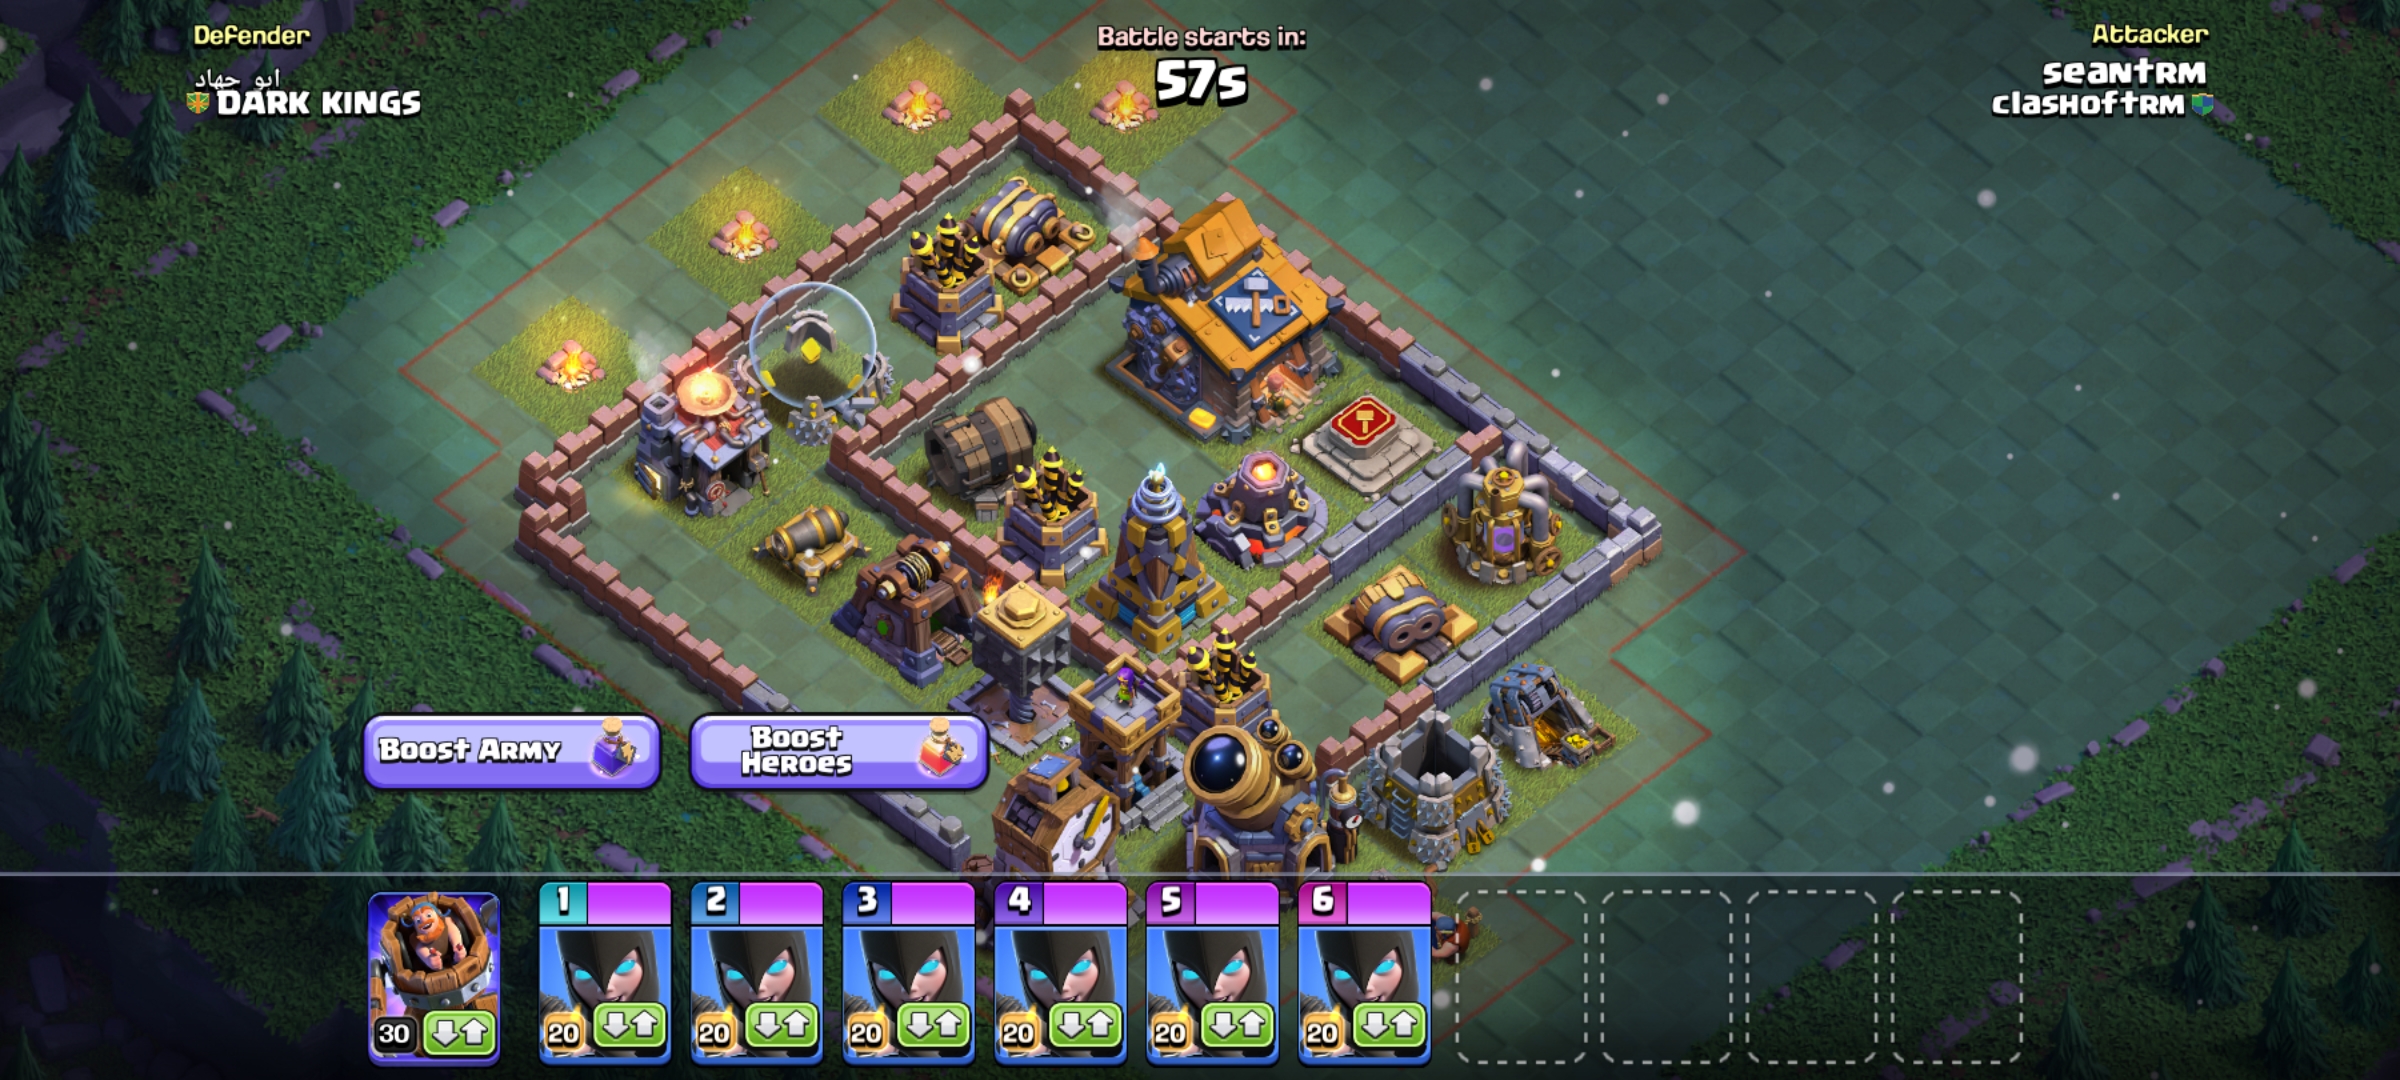 Defender
ابو جهاد
DARK KINGS
Battle starts in:
57s
Attacker
seantrm
clashoftrm
Boost Army
Boost
Heroes
1
2
3
4
5
6
30
20
20
20
20
20
20